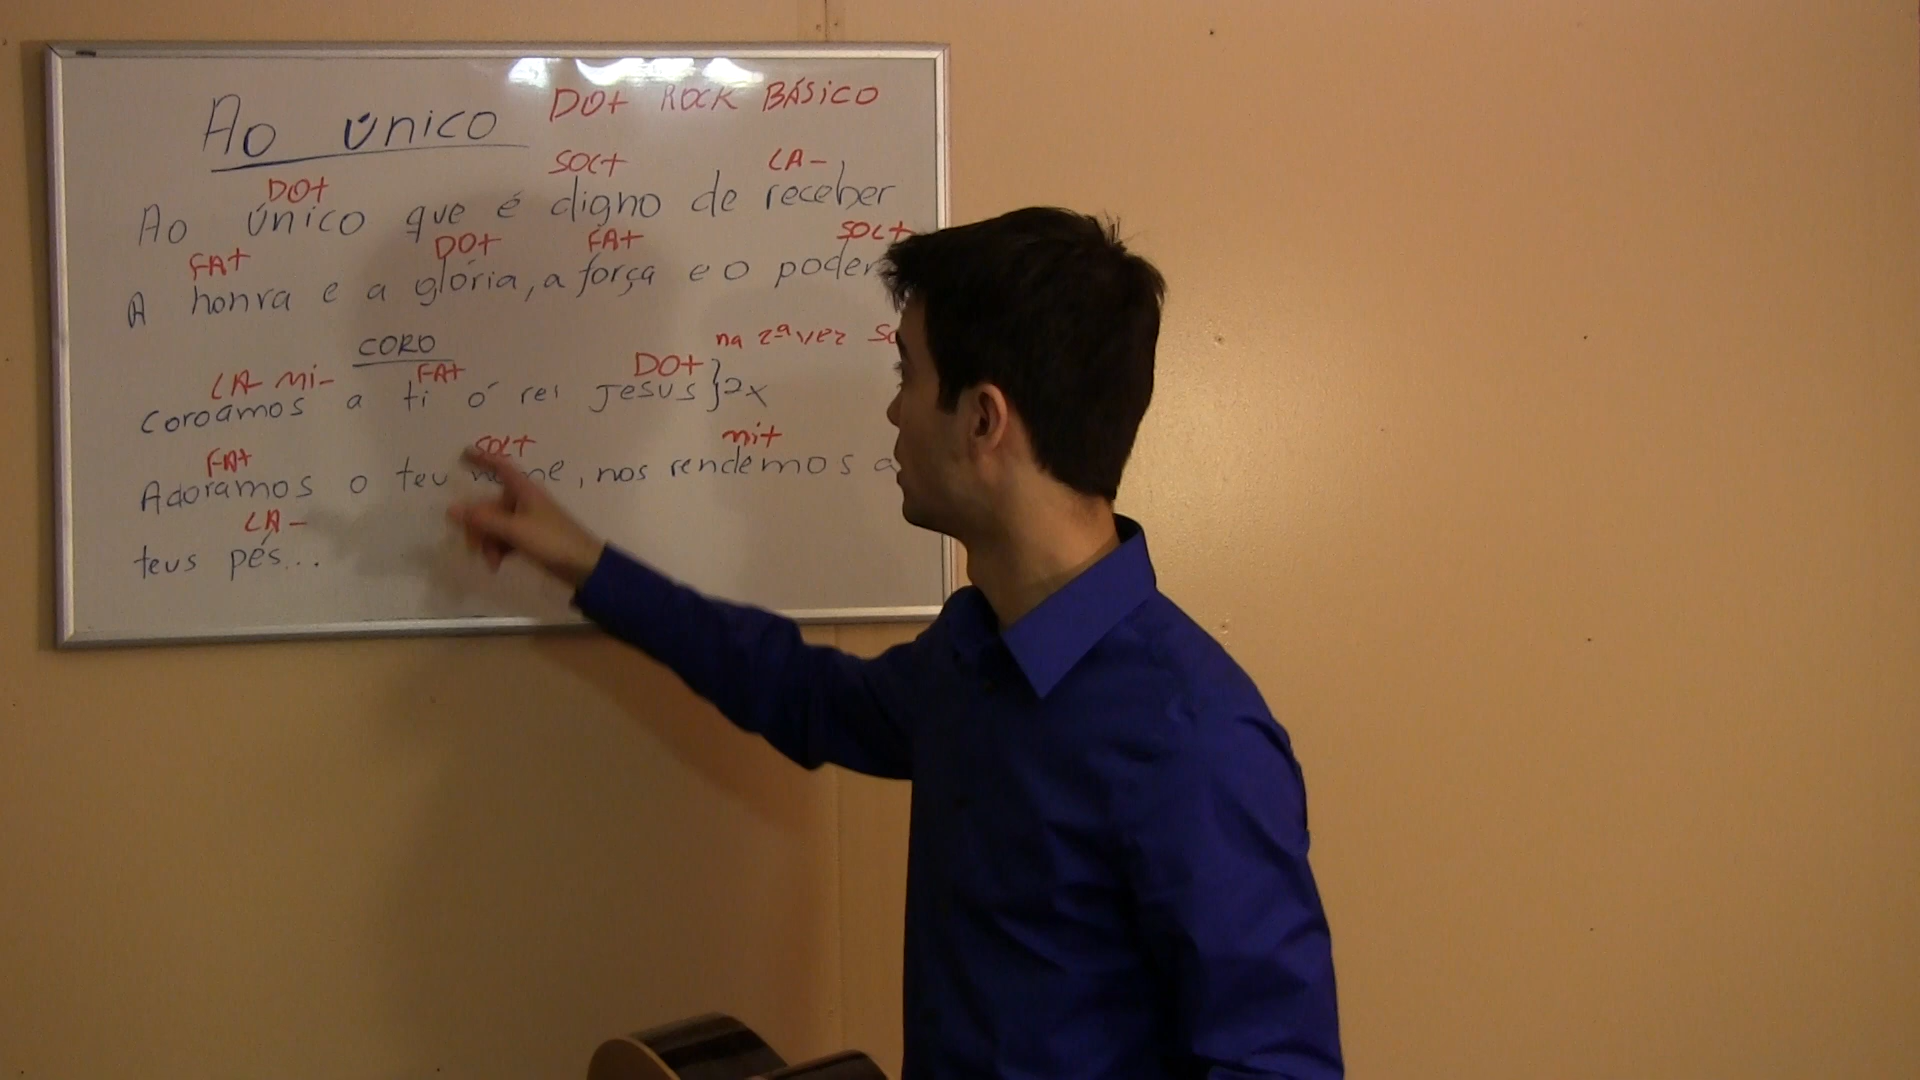 Ao único DO+ ROCK BÁSICO
DO+ SOL+ LA-
Ao único que é digno de receber
FA+ DO+ FA+ SOL+
A honra e a glória, a força e o poder
CORO na 2ª vez
LA- Mi- FA+ DO+
coroamos a ti ó rei Jesus }2x
FA+ SOL+ Mi+
Adoramos o teu nome, nos rendemos a
LA-
teus pés...